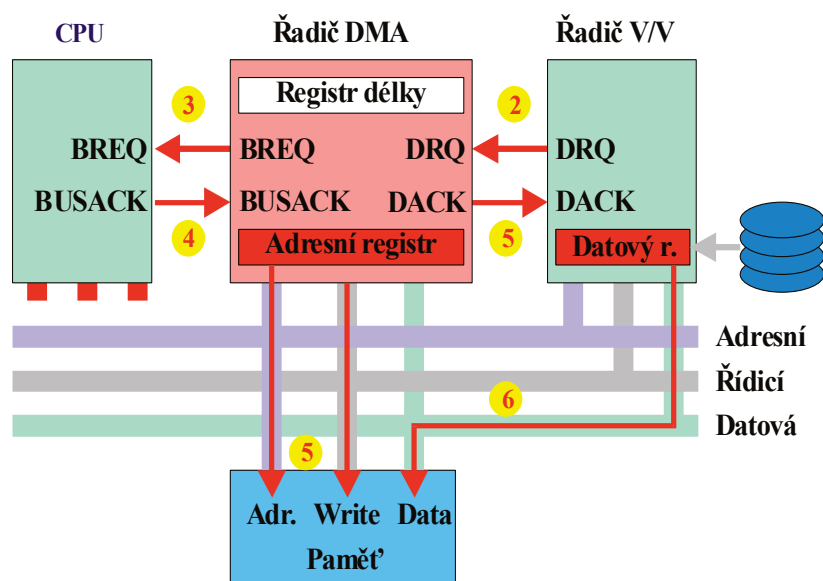 CPU Řadič DMA Řadič V/V
Registr délky
3 2
BREQ BREQ DRQ DRQ
BUSACK BUSACK DACK DACK
4 Adresní registr 5 Datový r.
Adresní
Řídicí
6
Datová
5
Adr. Write Data
Paměť